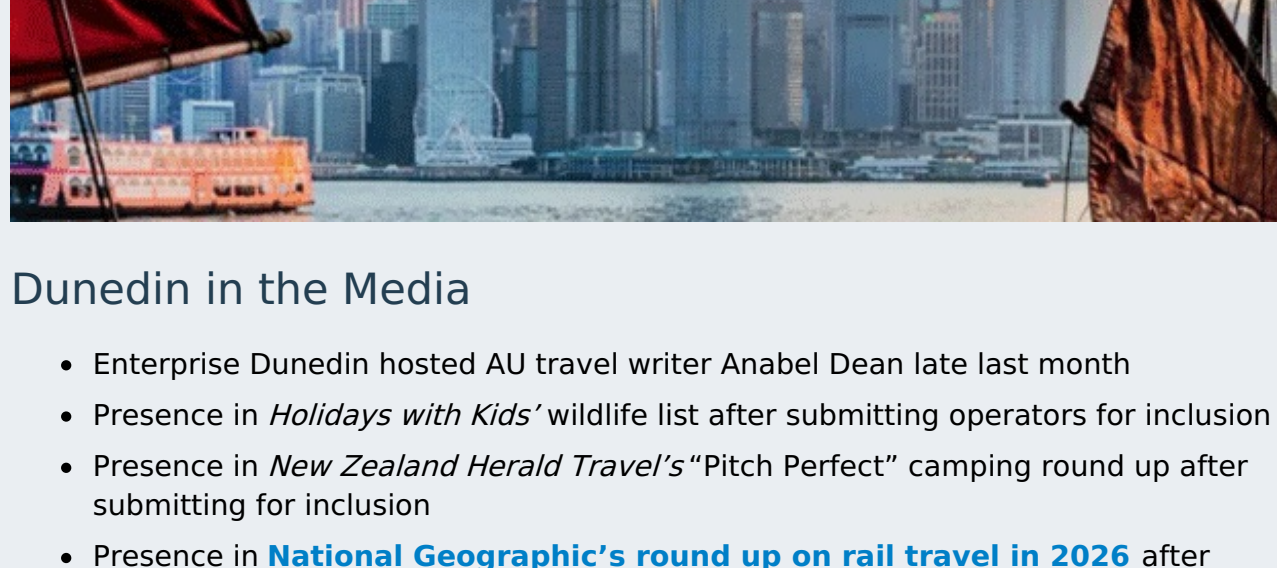 Dunedin in the Media
• Enterprise Dunedin hosted AU travel writer Anabel Dean late last month
• Presence in Holidays with Kids’ wildlife list after submitting operators for inclusion
• Presence in New Zealand Herald Travel’s “Pitch Perfect” camping round up after
submitting for inclusion
• Presence in National Geographic’s round up on rail travel in 2026 after